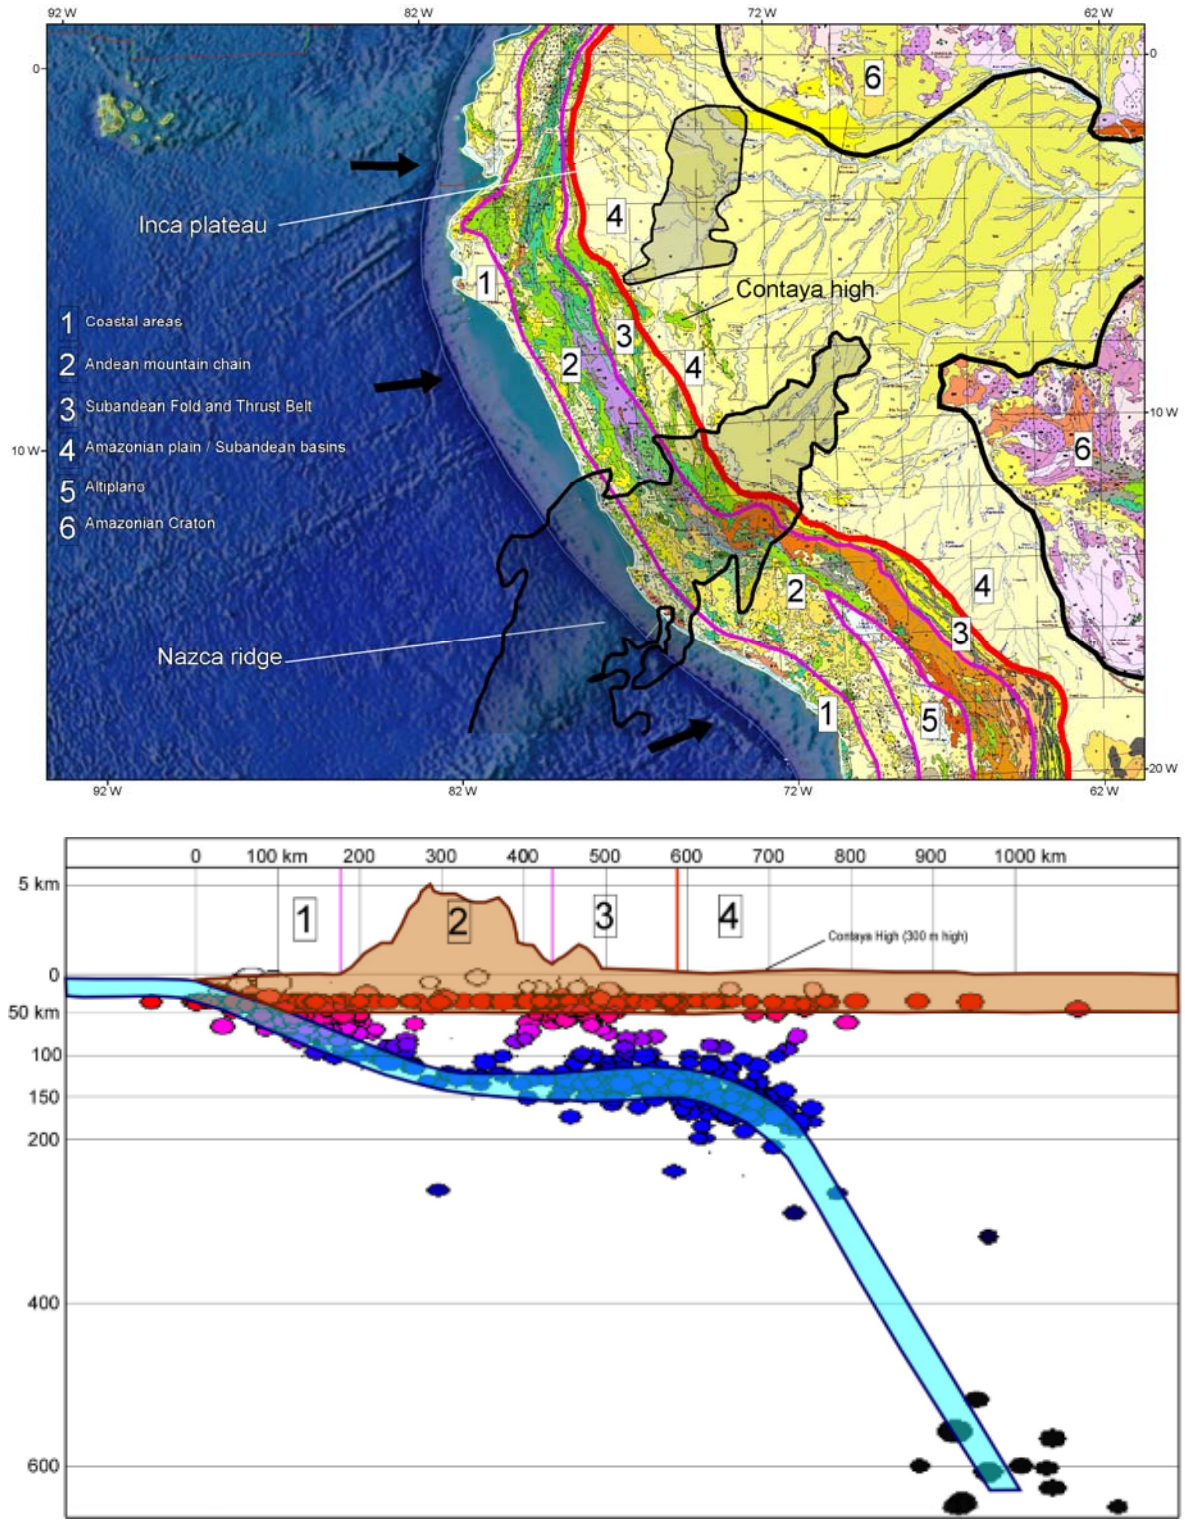 92 W 82 W 72 W 62 W
0 0
6
Inca plateau
4
1
Contaya high
1 Coastal areas
3
2 Andean mountain chain
2
4
3 Subandean Fold and Thrust Belt
10 W
4 Amazonian plain / Subandean basins
10 W
6
5 Altiplano
6 Amazonian Craton
4
2
3
Nazca ridge
1
5
20 W
92 W 82 W 72 W 62 W
0 100 km 200 300 400 500 600 700 800 900 1000 km
5 km
1 2 3 4
Contaya High (300 m high)
0
50 km
100
150
200
400
600